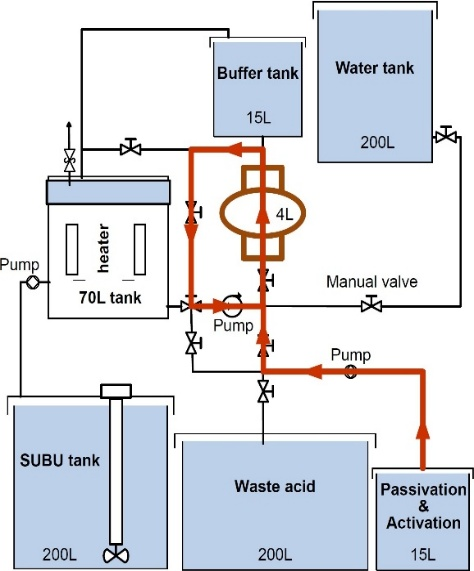 Buffer tank
15L
Water tank
200L
4L
heater
70L tank
Pump
Pump
Manual valve
Pump
SUBU tank
200L
Waste acid
200L
Passivation
&
Activation
15L